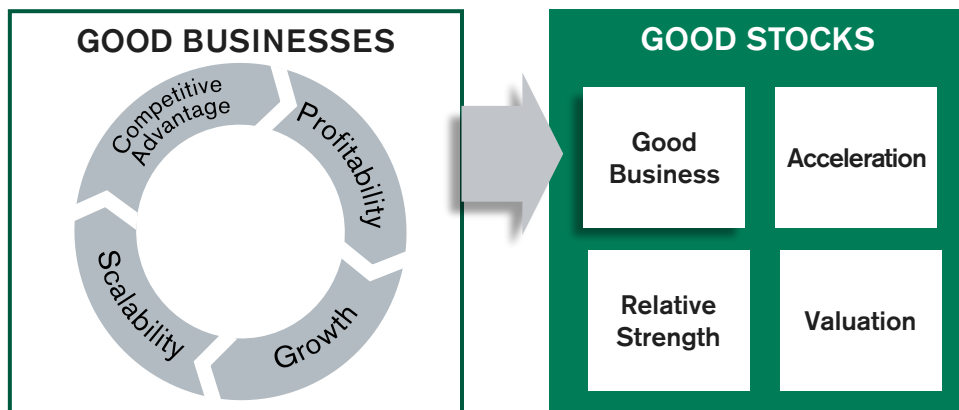 GOOD BUSINESSES
Competitive
Advantage
Profitability
Growth
Scalability
GOOD STOCKS
Good
Business
Acceleration
Relative
Strength
Valuation